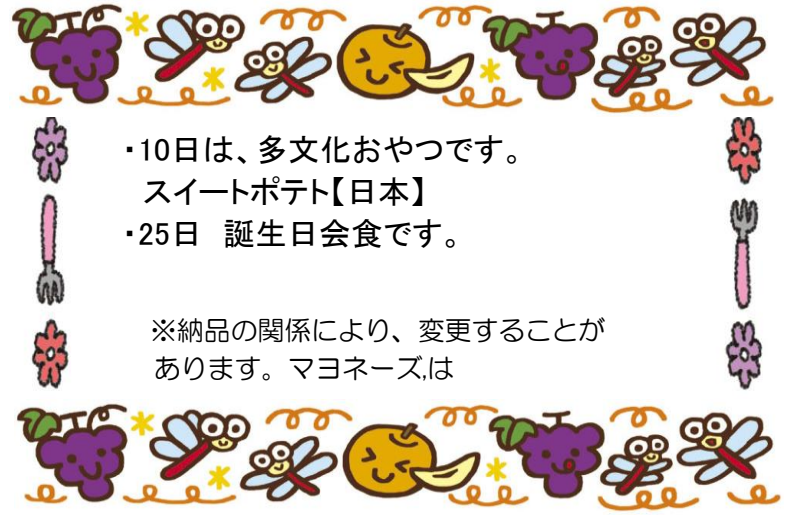 ・10日は、多文化おやつです。
スイートポテト【日本】
・25日　誕生日会食です。
※納品の関係により、変更することが
あります。マヨネーズ,は